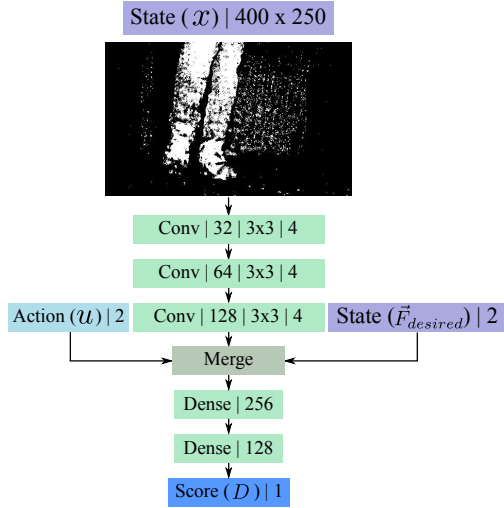 State (x) | 400 x 250
Conv | 32 | 3x3 | 4
Conv | 64 | 3x3 | 4
Action (u) | 2
Conv | 128 | 3x3 | 4
State (\vec{F}_{desired}) | 2
Merge
Dense | 256
Dense | 128
Score (D) | 1